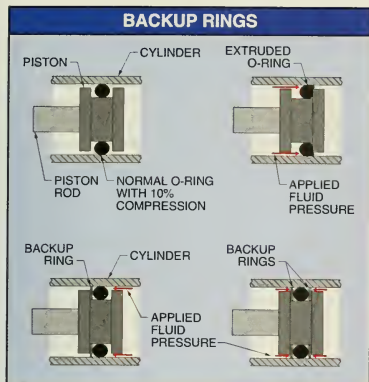 BACKUP RINGS
PISTON
CYLINDER
PISTON
ROD
NORMAL O-RING
WITH 10%
COMPRESSION
EXTRUDED
O-RING
APPLIED
FLUID
PRESSURE
BACKUP
RING
CYLINDER
APPLIED
FLUID
PRESSURE
BACKUP
RINGS